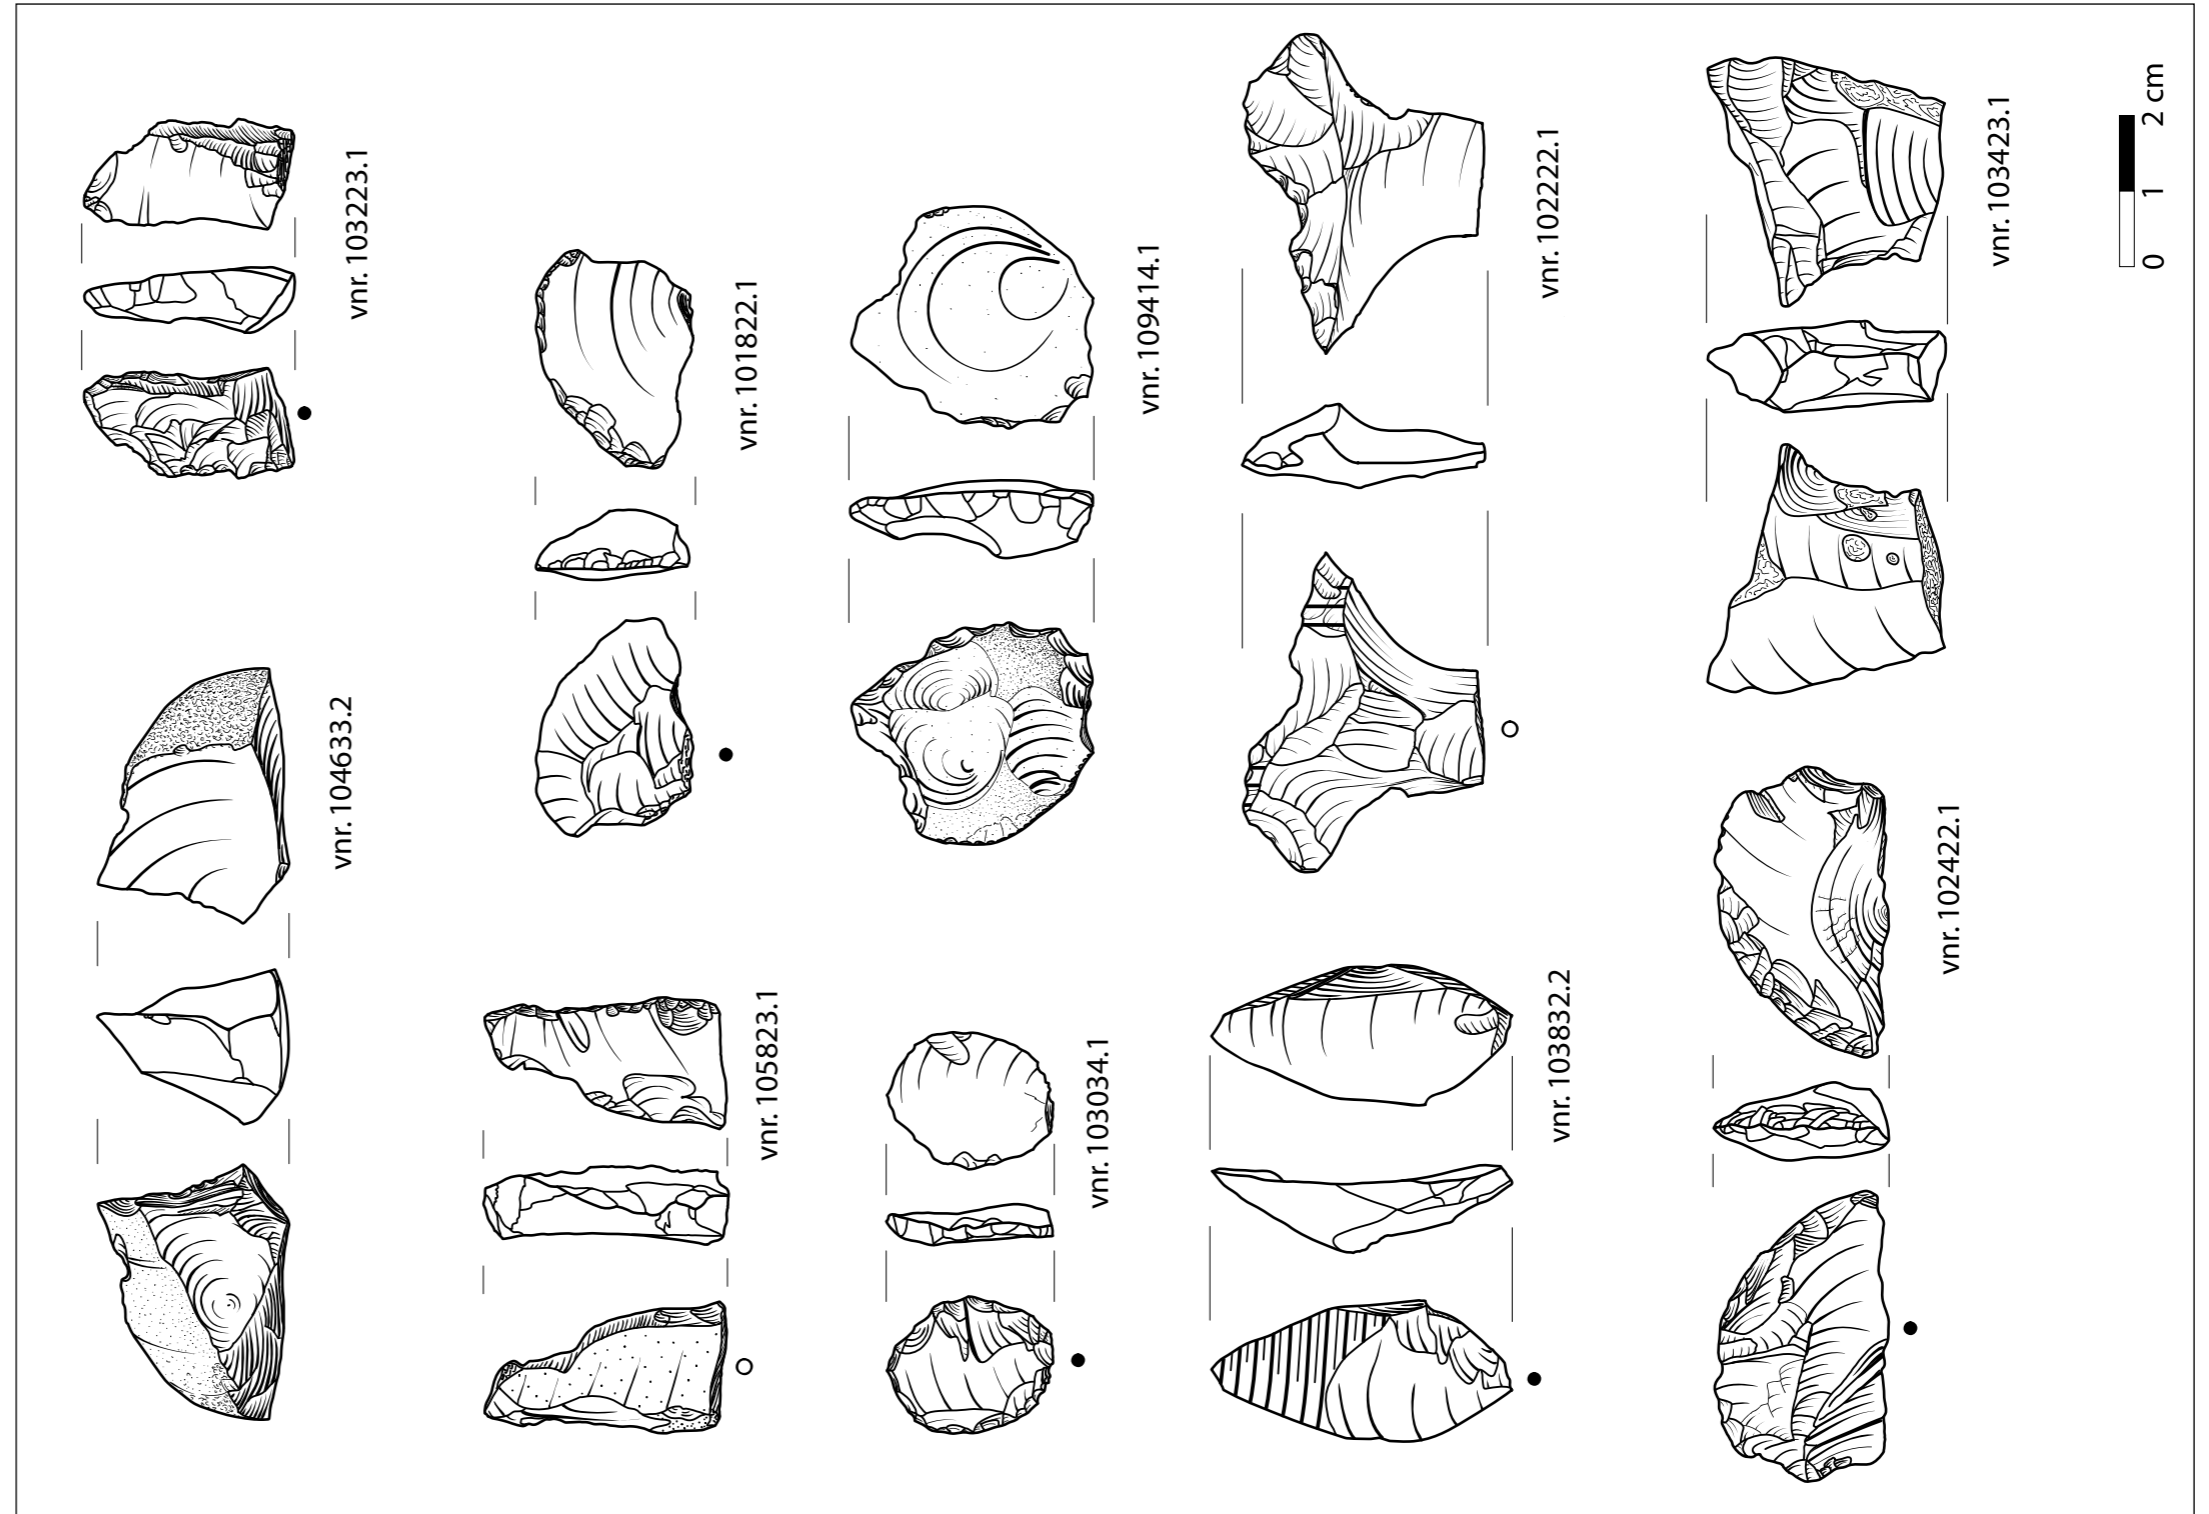 vnr. 104633.2
vnr. 103223.1
vnr. 105823.1
vnr. 101822.1
vnr. 103034.1
vnr. 109414.1
vnr. 103832.2
vnr. 102222.1
vnr. 102422.1
vnr. 103423.1
0 1 2 cm